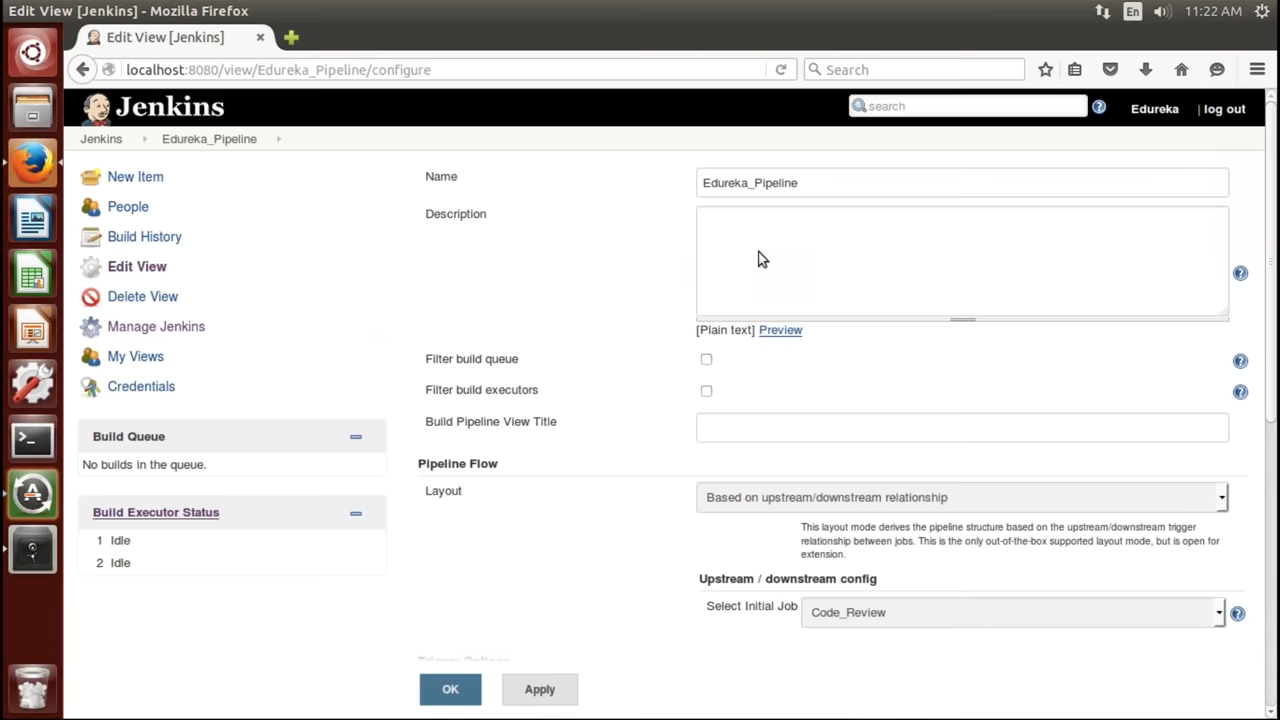 Edit View [Jenkins] - Mozilla Firefox
En
11:22 AM
Edit View [Jenkins]
localhost:8080/view/Edureka_Pipeline/configure
Search
Jenkins
search
Edureka
| log out
Jenkins
Edureka_Pipeline
New Item
People
Build History
Edit View
Delete View
Manage Jenkins
My Views
Credentials
Build Queue
No builds in the queue.
Build Executor Status
1 Idle
2 Idle
Name
Edureka_Pipeline
Description
[Plain text] Preview
Filter build queue
Filter build executors
Build Pipeline View Title
Pipeline Flow
Layout
Based on upstream/downstream relationship
This layout mode derives the pipeline structure based on the upstream/downstream trigger
relationship between jobs. This is the only out-of-the-box supported layout mode, but is open for
extension.
Upstream / downstream config
Select Initial Job
Code_Review
OK
Apply